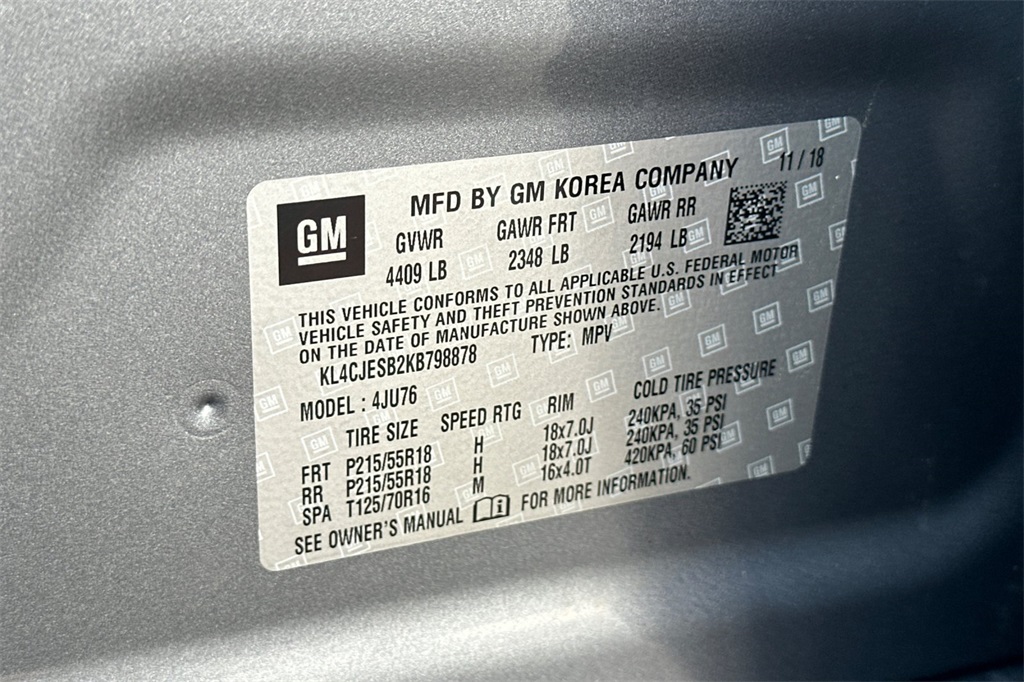 GM
MFD BY GM KOREA COMPANY 11 / 18
GVWR GAWR FRT GAWR RR
4409 LB 2348 LB 2194 LB
THIS VEHICLE CONFORMS TO ALL APPLICABLE U.S. FEDERAL MOTOR
VEHICLE SAFETY AND THEFT PREVENTION STANDARDS IN EFFECT
ON THE DATE OF MANUFACTURE SHOWN ABOVE.
KL4CJESB2KB798878 TYPE: MPV
MODEL : 4JU76
TIRE SIZE SPEED RTG RIM COLD TIRE PRESSURE
FRT P215/55R18 H 18x7.0J 240KPA, 35 PSI
RR P215/55R18 H 18x7.0J 240KPA, 35 PSI
SPA T125/70R16 M 16x4.0T 420KPA, 60 PSI
SEE OWNER'S MANUAL FOR MORE INFORMATION.